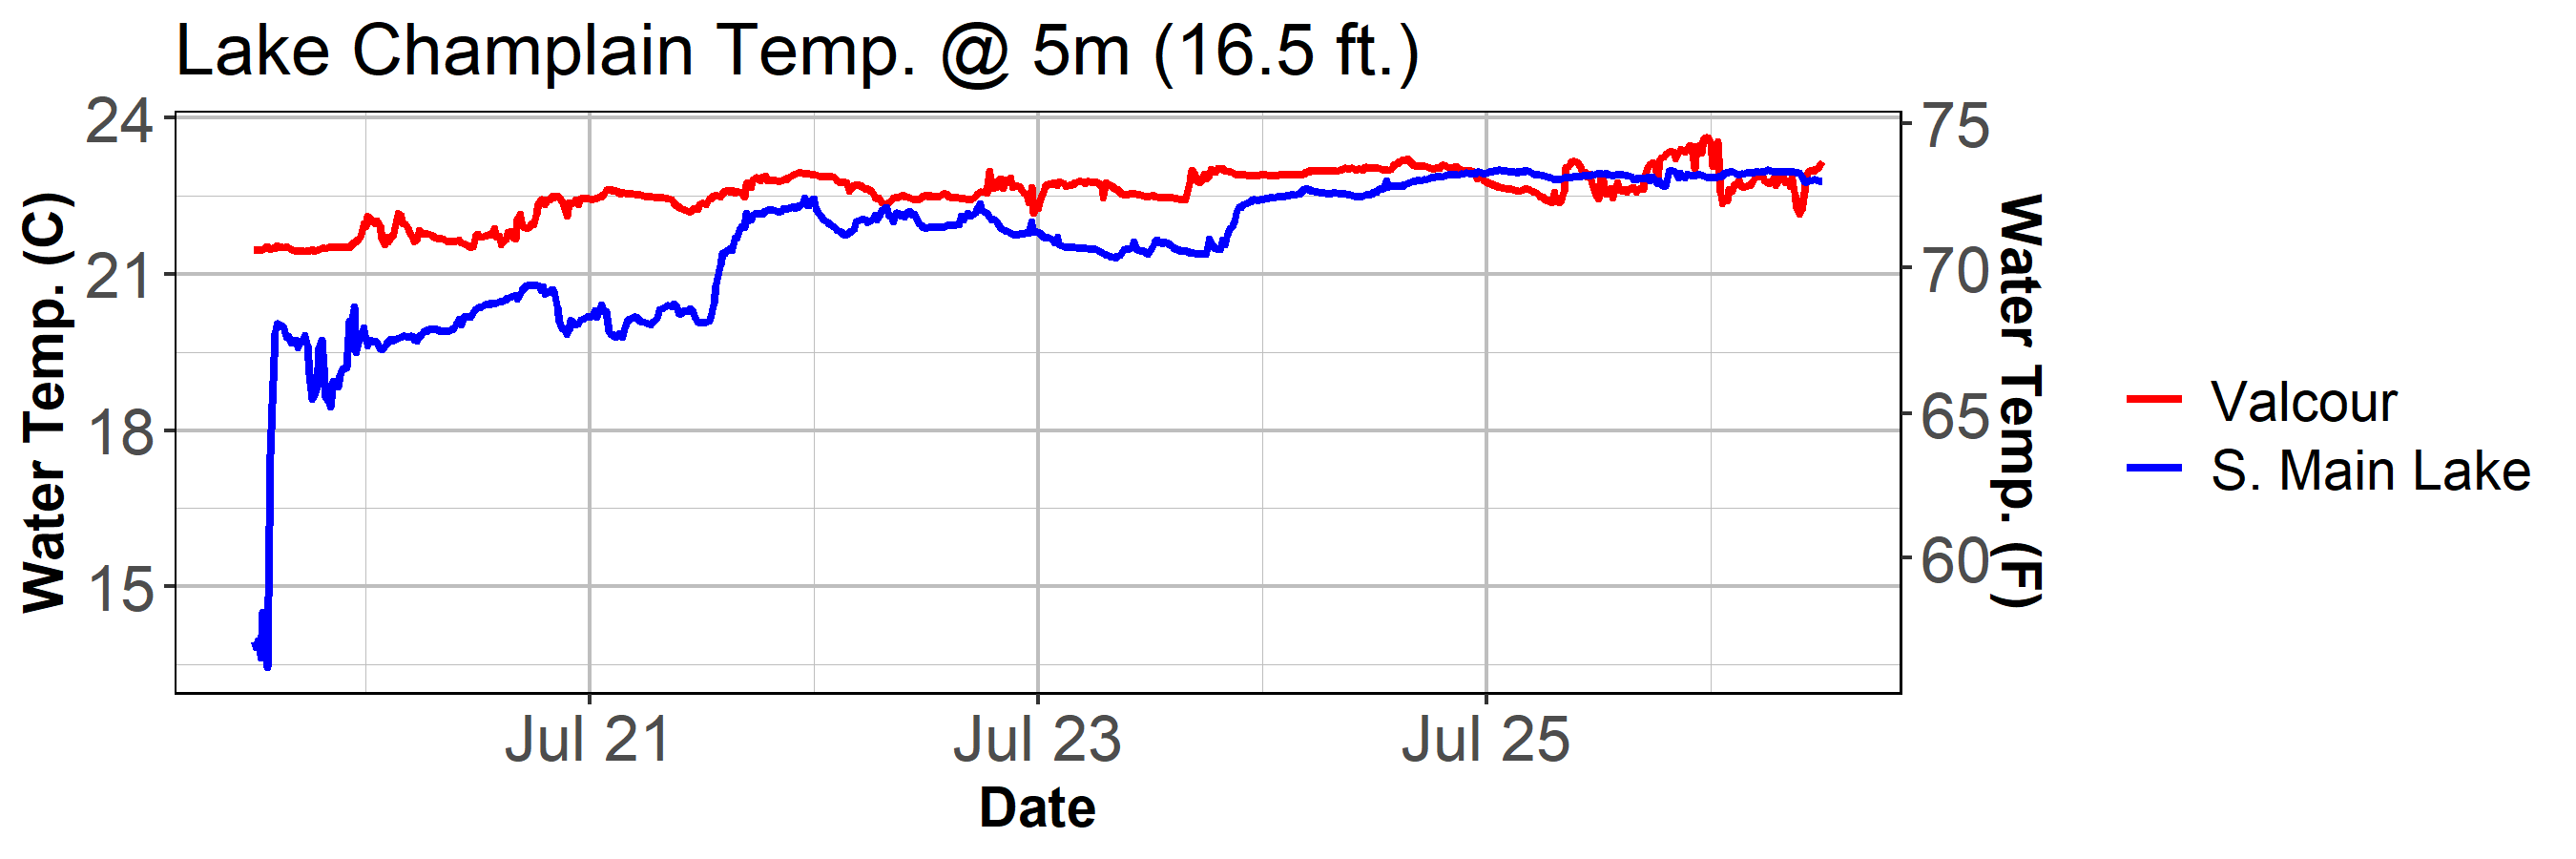 Lake Champlain Temp. @ 5m (16.5 ft.)
Water Temp. (C)
24
21
18
15
75
70
65
60
Water Temp. (F)
Jul 21
Jul 23
Jul 25
Date
Valcour
S. Main Lake